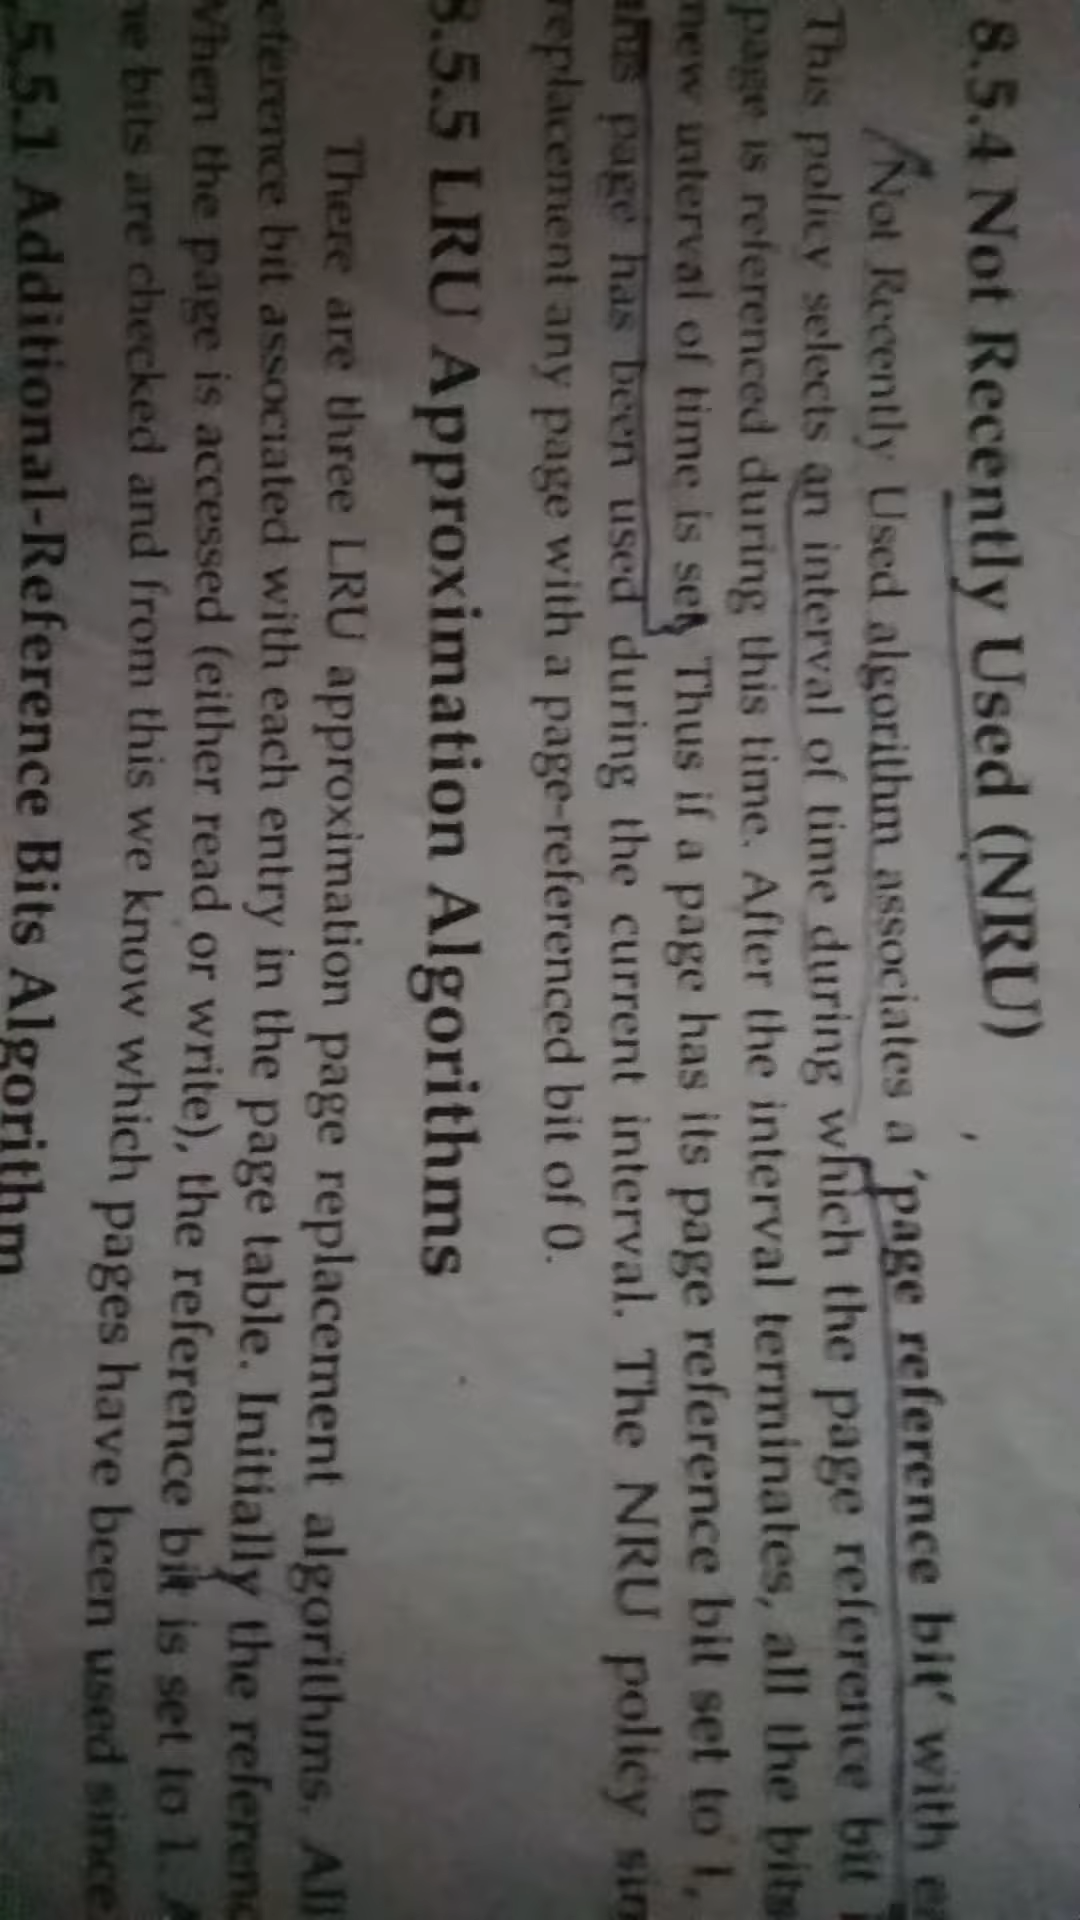 8.5.4 Not Recently Used (NRU)
Not Recently Used algorithm associates a 'page reference bit' with
This policy selects an interval of time during which the page reference bit
page is referenced during this time. After the interval terminates, all the bits
new interval of time is set. Thus if a page has its page reference bit set to 1,
page has been used during the current interval. The NRU policy
replacement any page with a page-referenced bit of 0.
8.5.5 LRU Approximation Algorithms
There are three LRU approximation page replacement algorithms. All
eference bit associated with each entry in the page table. Initially the referenc
When the page is accessed (either read or write), the reference bit is set to 1.
he bits are checked and from this we know which pages have been used since
.5.5.1 Additional-Reference Bits Algorithm